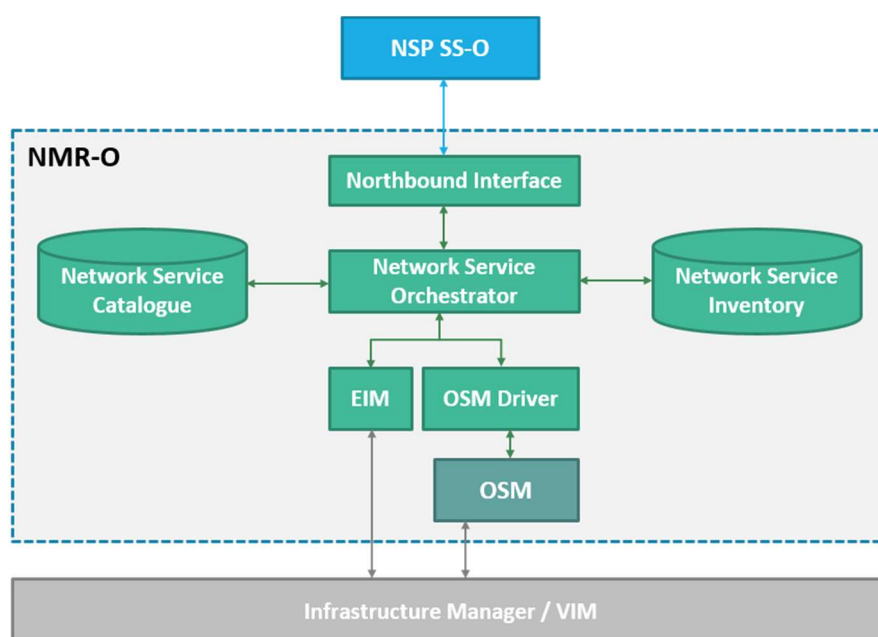 NSP SS-O
NMR-O
Northbound Interface
Network Service
Catalogue
Network Service
Orchestrator
Network Service
Inventory
EIM
OSM Driver
OSM
Infrastructure Manager / VIM